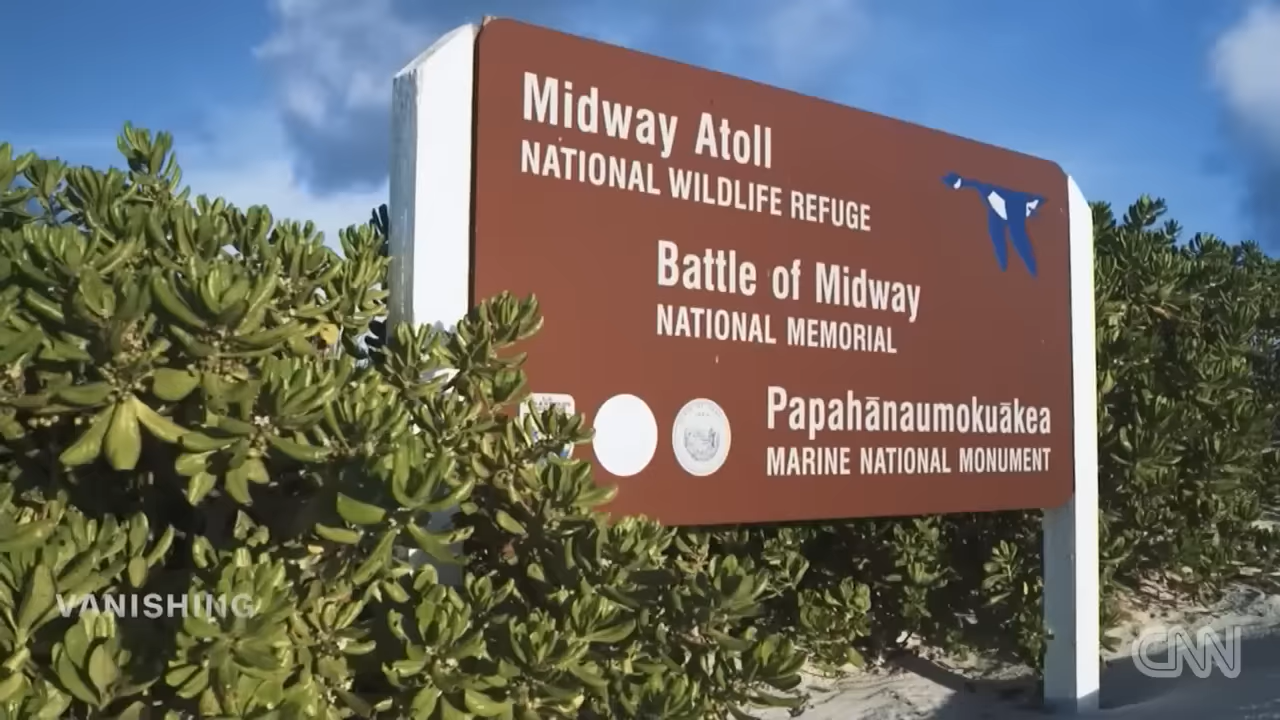 Midway Atoll
NATIONAL WILDLIFE REFUGE
Battle of Midway
NATIONAL MEMORIAL
Papahānaumokuākea
MARINE NATIONAL MONUMENT
VANISHING
CNN